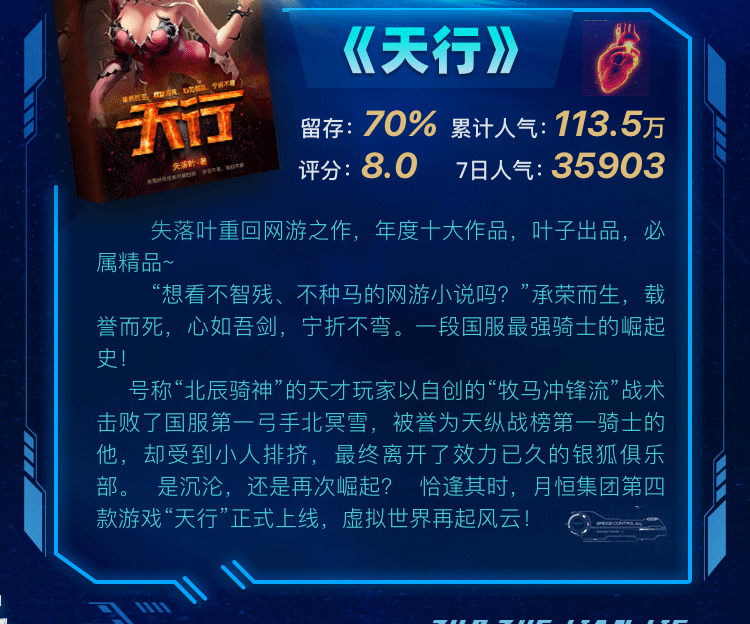 《天行》
留存：70% 累计人气：113.5万
评分：8.0 7日人气：35903
天行
失落叶·著
失落叶重回网游之作，年度十大作品，叶子出品，必
属精品~
“想看不智残、不种马的网游小说吗？”承荣而生，载
誉而死，心如吾剑，宁折不弯。一段国服最强骑士的崛起
史！
号称“北辰骑神”的天才玩家以自创的“牧马冲锋流”战术
击败了国服第一弓手北冥雪，被誉为天纵战榜第一骑士的
他，却受到小人排挤，最终离开了效力已久的银狐俱乐
部。 是沉沦，还是再次崛起？ 恰逢其时，月恒集团第四
款游戏“天行”正式上线，虚拟世界再起风云！